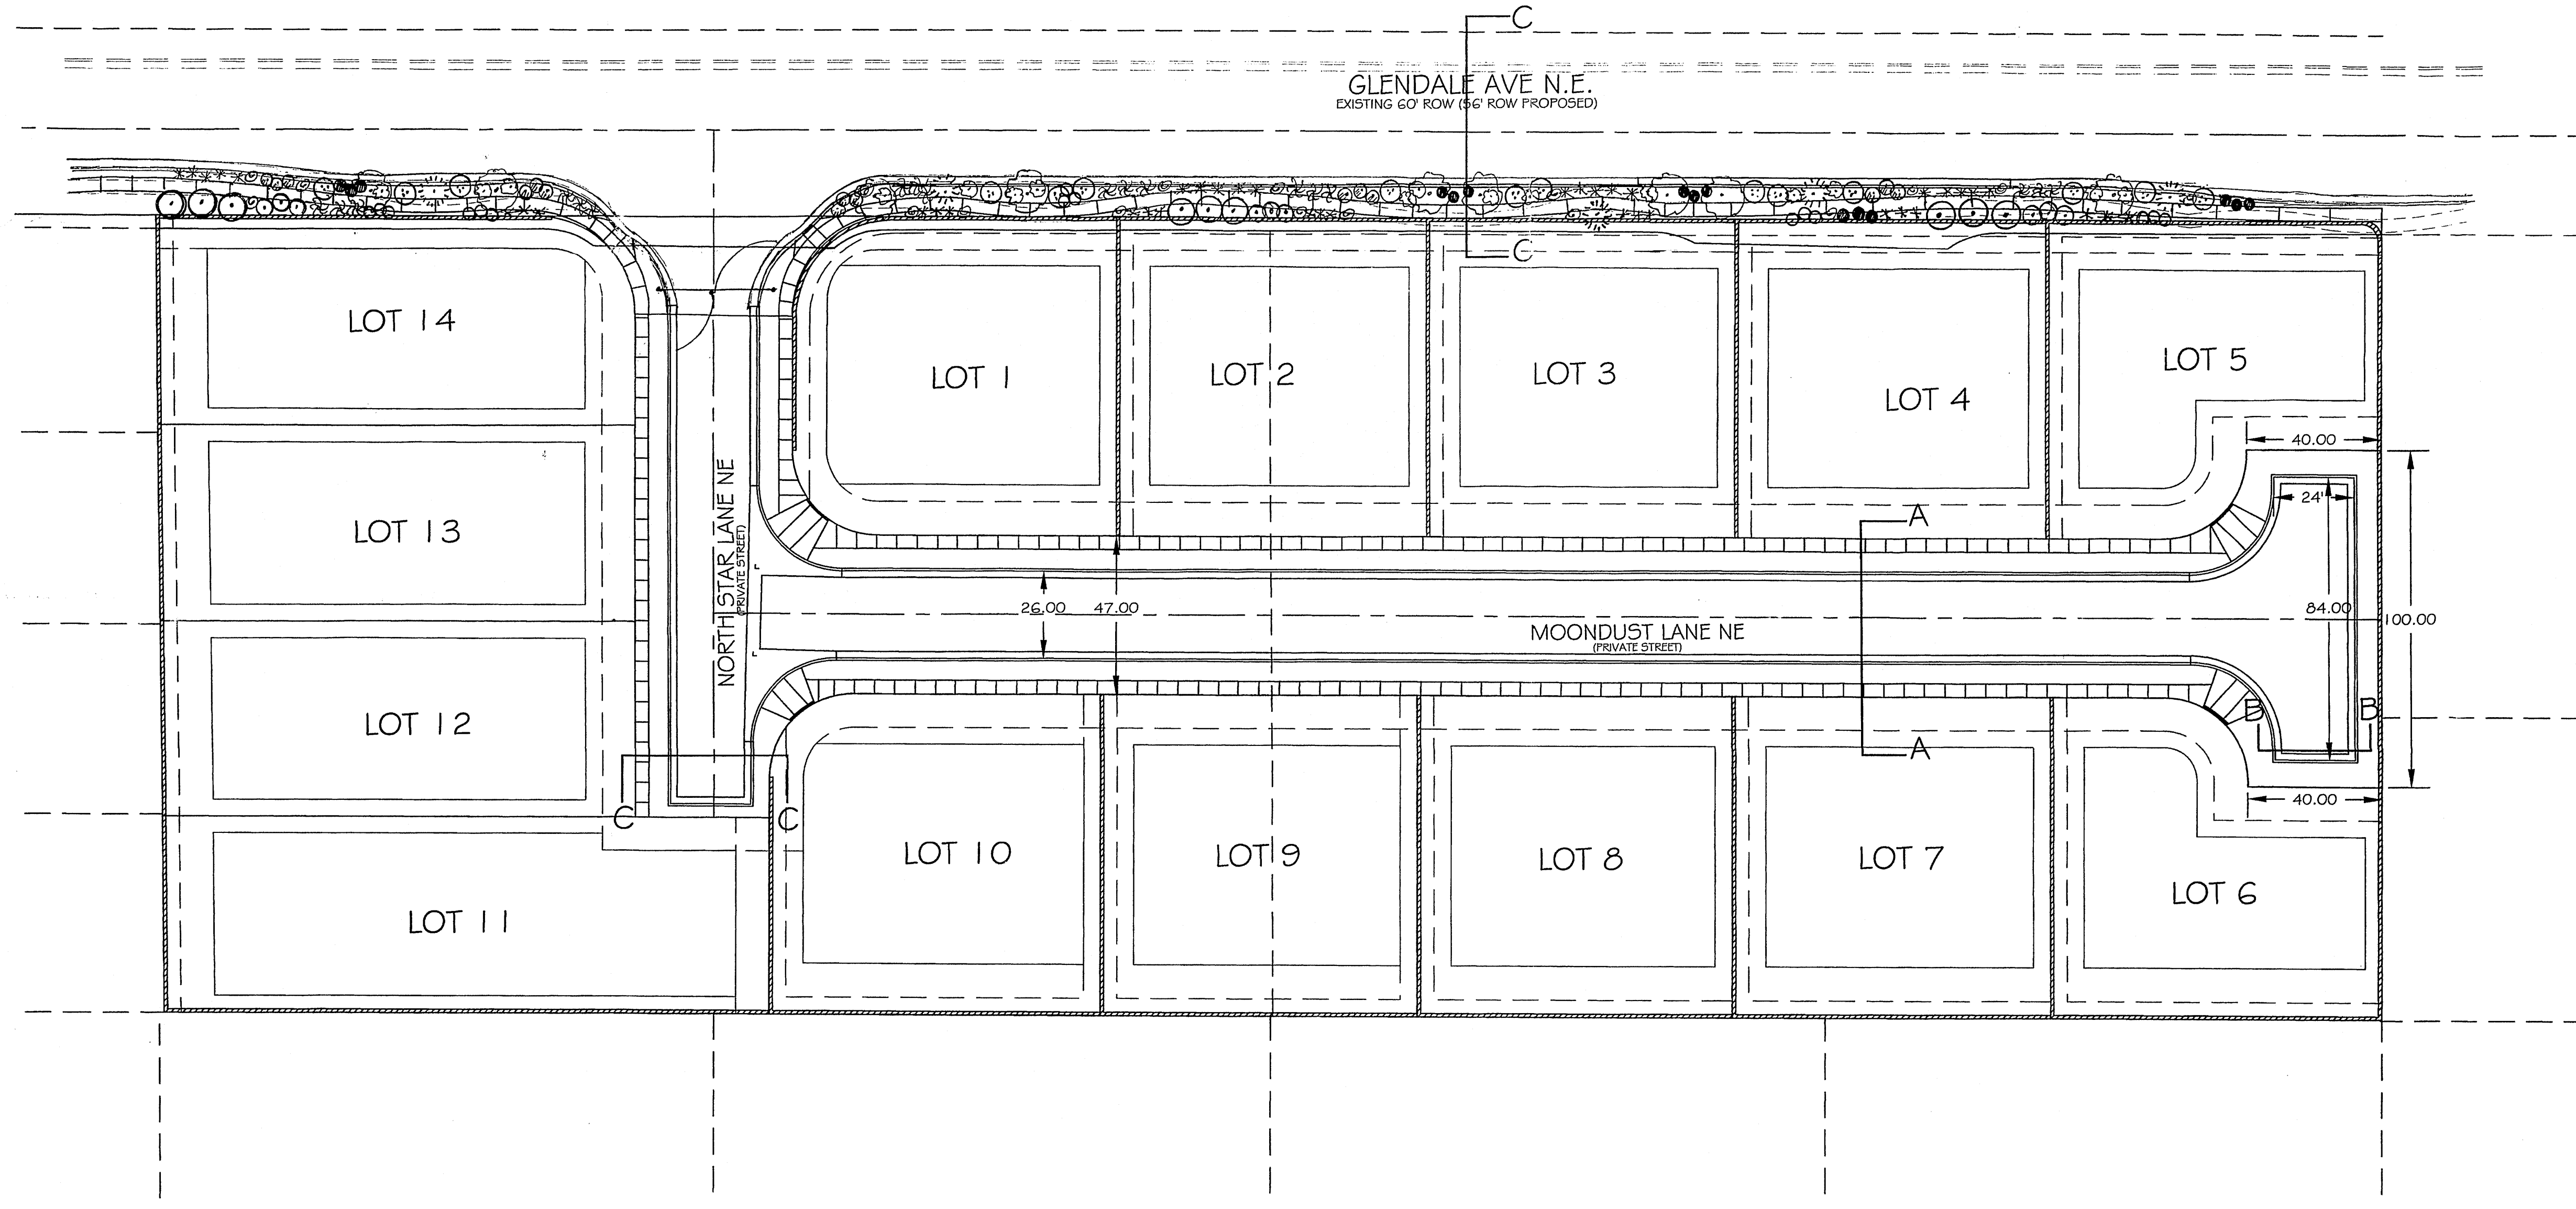 C
GLENDALE AVE N.E.
EXISTING 60' ROW (56' ROW PROPOSED)
C
LOT 14
LOT 1
LOT 2
LOT 3
LOT 4
LOT 5
40.00
24'
A
LOT 13
NORTH STAR LANE NE
(PRIVATE STREET)
26.00
47.00
84.00
100.00
MOONDUST LANE NE
(PRIVATE STREET)
LOT 12
B
B
A
40.00
C
C
LOT 10
LOT 9
LOT 8
LOT 7
LOT 6
LOT 11